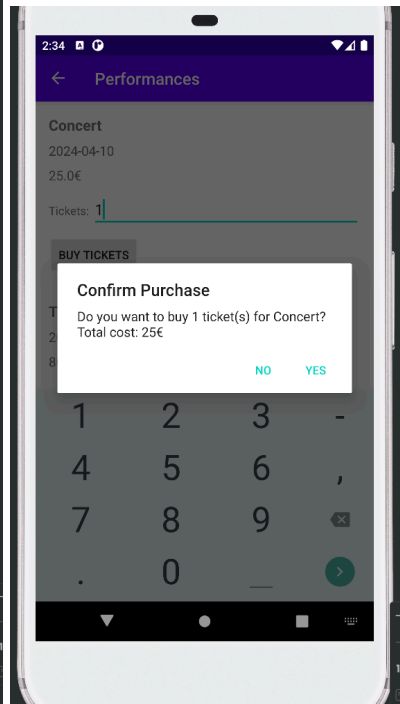 2:34
Performances
Concert
2024-04-10
25.0€
Tickets: 1
BUY TICKETS
Confirm Purchase
Do you want to buy 1 ticket(s) for Concert?
Total cost: 25€
NO YES
T
2
8
1 2 3 -
4 5 6 ,
7 8 9
. 0 _